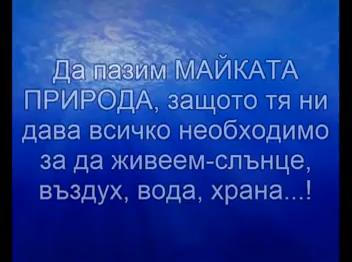 Да пазим МАЙКАТА
ПРИРОДА, защото тя ни
дава всичко необходимо
за да живеем-слънце,
въздух, вода, храна...!